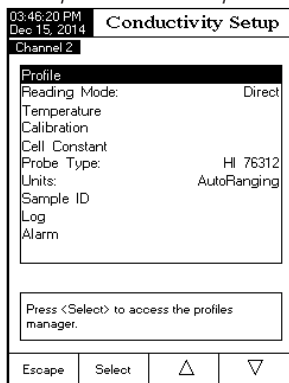 03:46:20 PM
Dec 15, 2014
Conductivity Setup
Channel 2
Profile
Reading Mode: Direct
Temperature
Calibration
Cell Constant
Probe Type: HI 76312
Units: AutoRanging
Sample ID
Log
Alarm
Press <Select> to access the profiles
manager.
Escape Select △ ▽